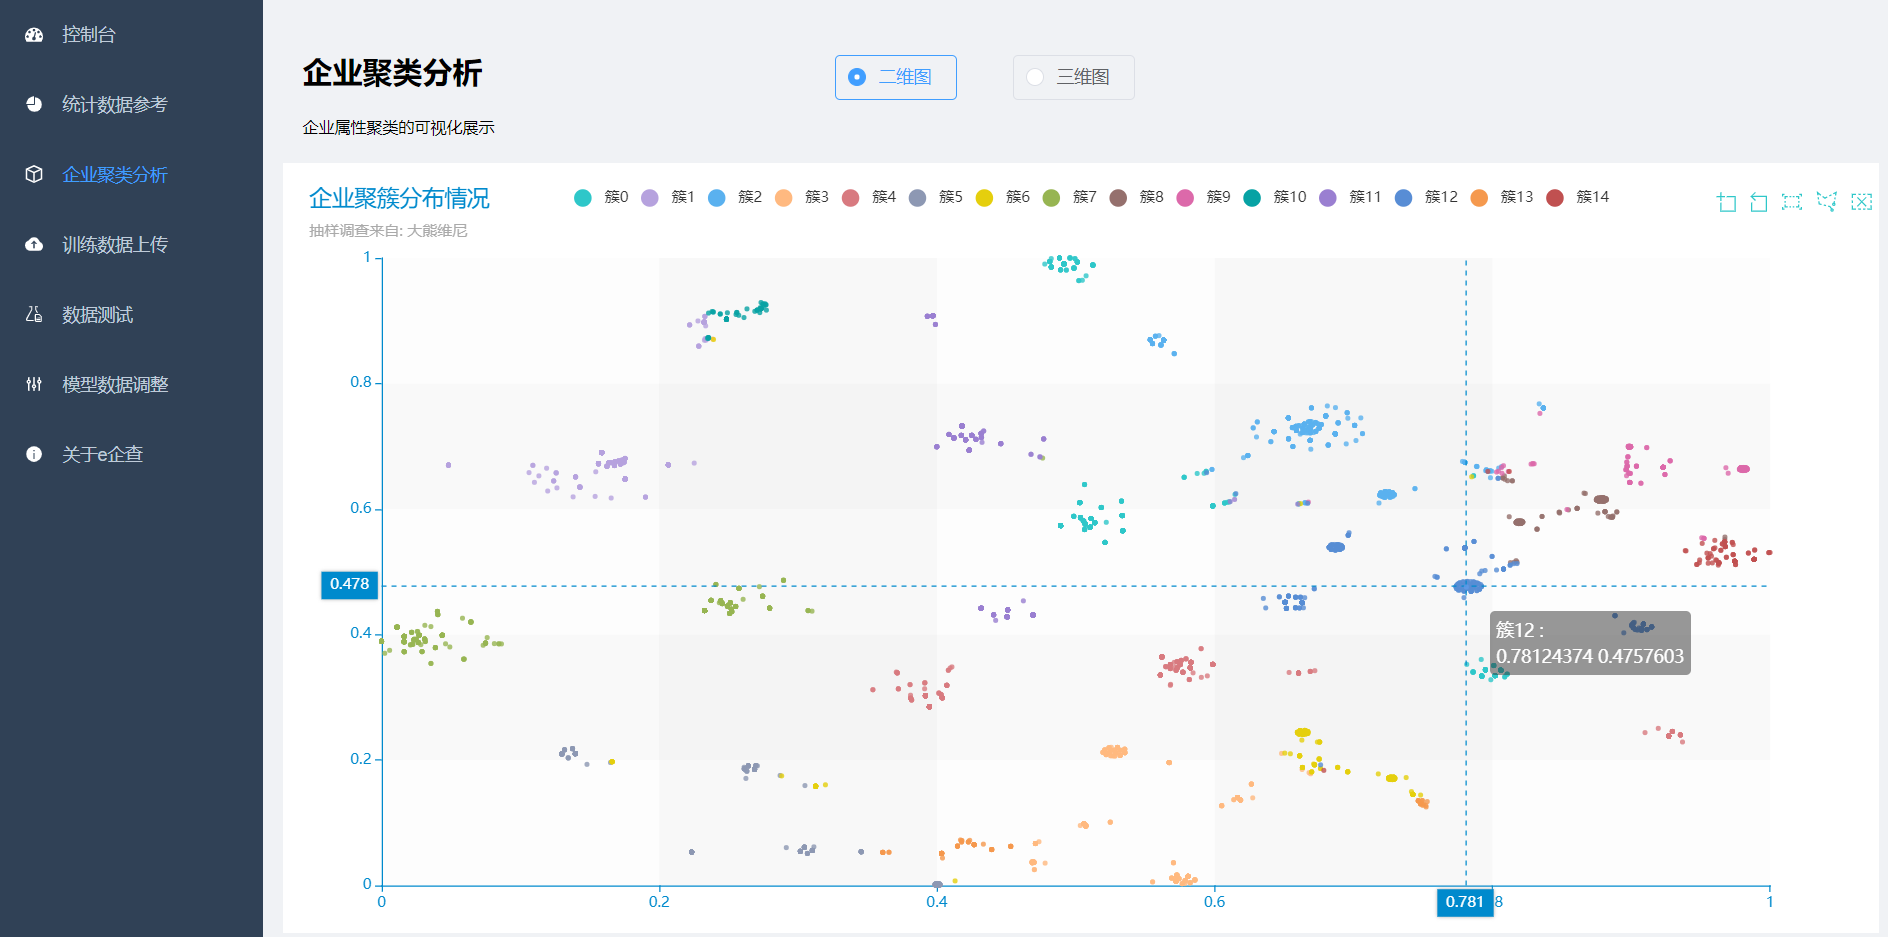 控制台
统计数据参考
企业聚类分析
训练数据上传
数据测试
模型数据调整
关于e企查
企业聚类分析
二维图
三维图
企业属性聚类的可视化展示
企业聚簇分布情况
抽样调查来自: 大熊维尼
簇0 簇1 簇2 簇3 簇4 簇5 簇6 簇7 簇8 簇9 簇10 簇11 簇12 簇13 簇14
1
0.8
0.6
0.478
0.4
0.2
0
簇12 :
0.78124374 0.4757603
0 0.2 0.4 0.6 0.781 8 1